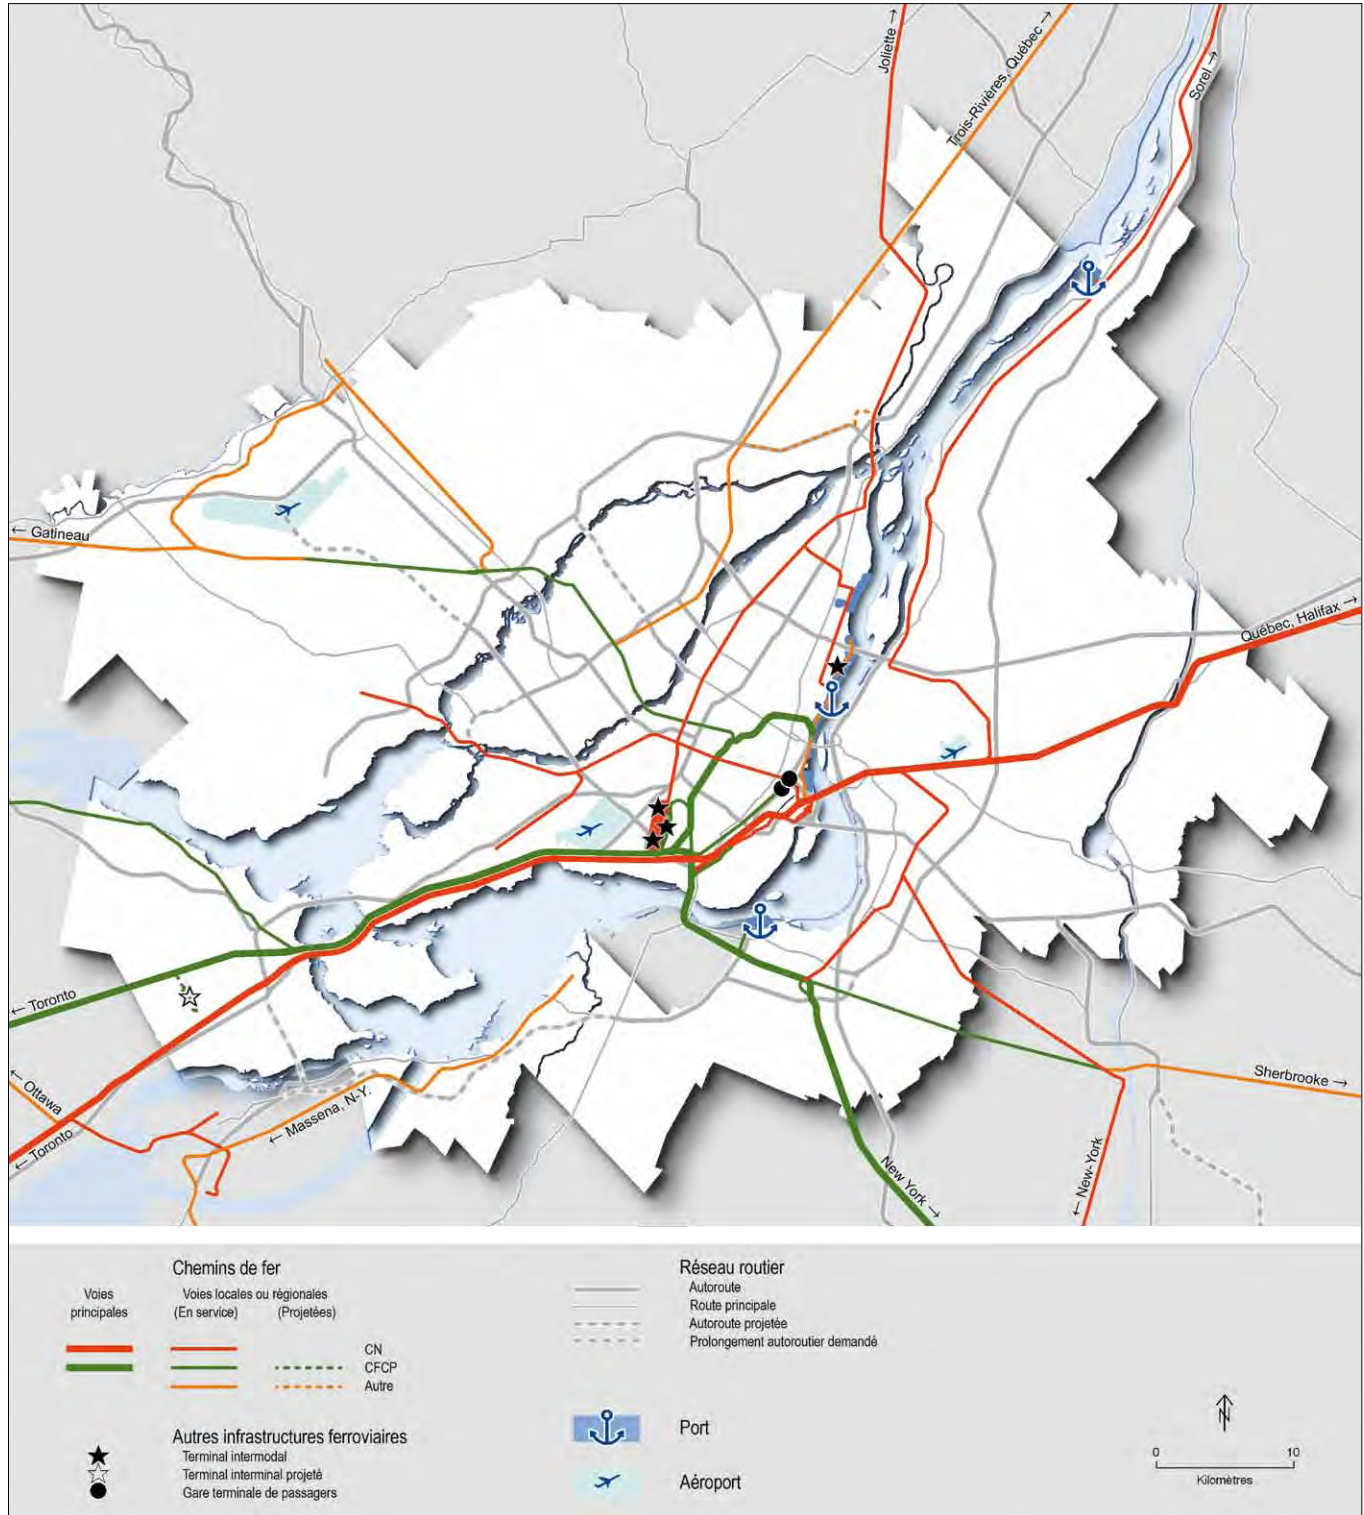 Joliette →
Trois-Rivières, Québec →
Sorel →
← Gatineau
Québec, Halifax →
← Toronto
← Ottawa
← Toronto
← Massena, N-Y.
New York →
← New-York
Sherbrooke →
Chemins de fer
Voies principales
Voies locales ou régionales
(En service)
(Projetées)
CN
CFCP
Autre
Autres infrastructures ferroviaires
Terminal intermodal
Terminal interminal projeté
Gare terminale de passagers
Réseau routier
Autoroute
Route principale
Autoroute projetée
Prolongement autoroutier demandé
Port
Aéroport
N
0 10
Kilomètres